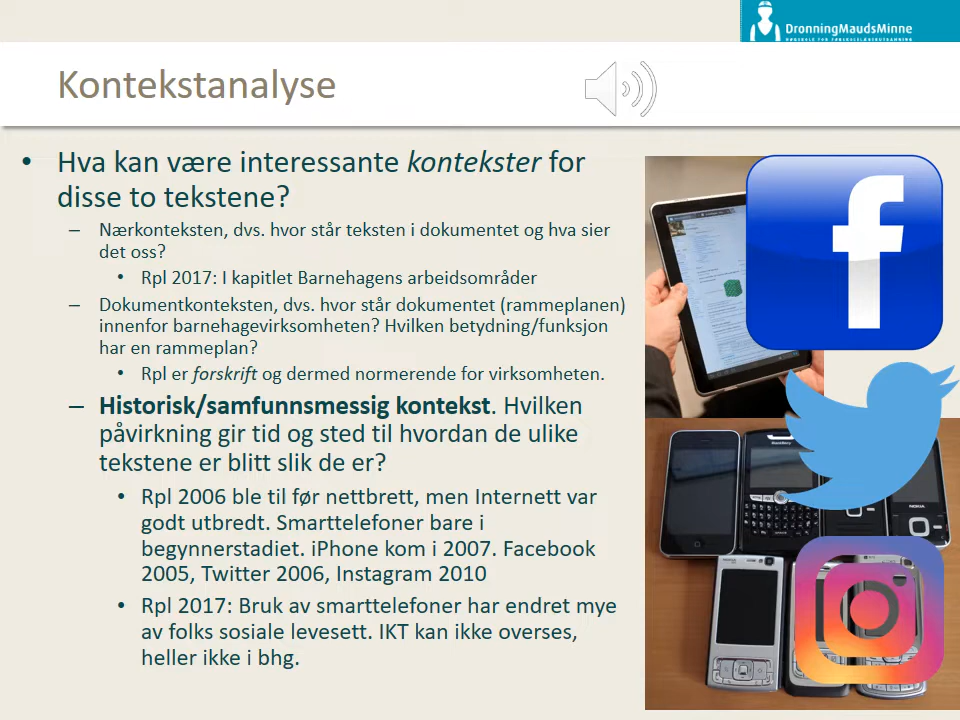 DronningMaudsMinne
Kontekstanalyse
• Hva kan være interessante kontekster for
disse to tekstene?
– Nærkonteksten, dvs. hvor står teksten i dokumentet og hva sier
det oss?
• Rpl 2017: I kapitlet Barnehagens arbeidsområder
– Dokumentkonteksten, dvs. hvor står dokumentet (rammeplanen)
innenfor barnehagevirksomheten? Hvilken betydning/funksjon
har en rammeplan?
• Rpl er forskrift og dermed normerende for virksomheten.
– Historisk/samfunnsmessig kontekst. Hvilken
påvirkning gir tid og sted til hvordan de ulike
tekstene er blitt slik de er?
• Rpl 2006 ble til før nettbrett, men Internett var
godt utbredt. Smarttelefoner bare i
begynnerstadiet. iPhone kom i 2007. Facebook
2005, Twitter 2006, Instagram 2010
• Rpl 2017: Bruk av smarttelefoner har endret mye
av folks sosiale levesett. IKT kan ikke overses,
heller ikke i bhg.
f
NOKIA